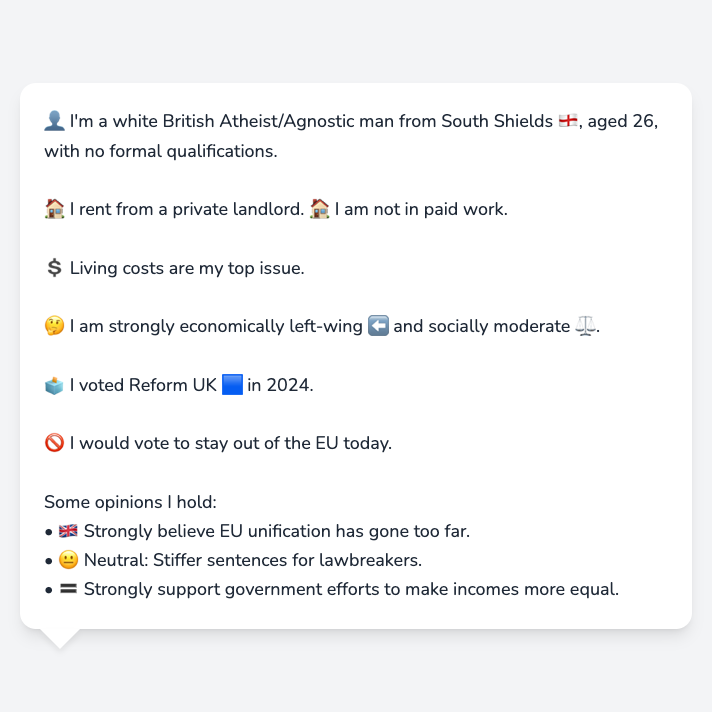 👤 I'm a white British Atheist/Agnostic man from South Shields 🏴󠁧󠁢󠁥󠁮󠁧󠁿, aged 26,
with no formal qualifications.
🏠 I rent from a private landlord. 🏠 I am not in paid work.
💲 Living costs are my top issue.
🤔 I am strongly economically left-wing ⬅️ and socially moderate ⚖️.
🗳️ I voted Reform UK 🟦 in 2024.
🚫 I would vote to stay out of the EU today.
Some opinions I hold:
• 🇬🇧 Strongly believe EU unification has gone too far.
• 😐 Neutral: Stiffer sentences for lawbreakers.
• 🟰 Strongly support government efforts to make incomes more equal.